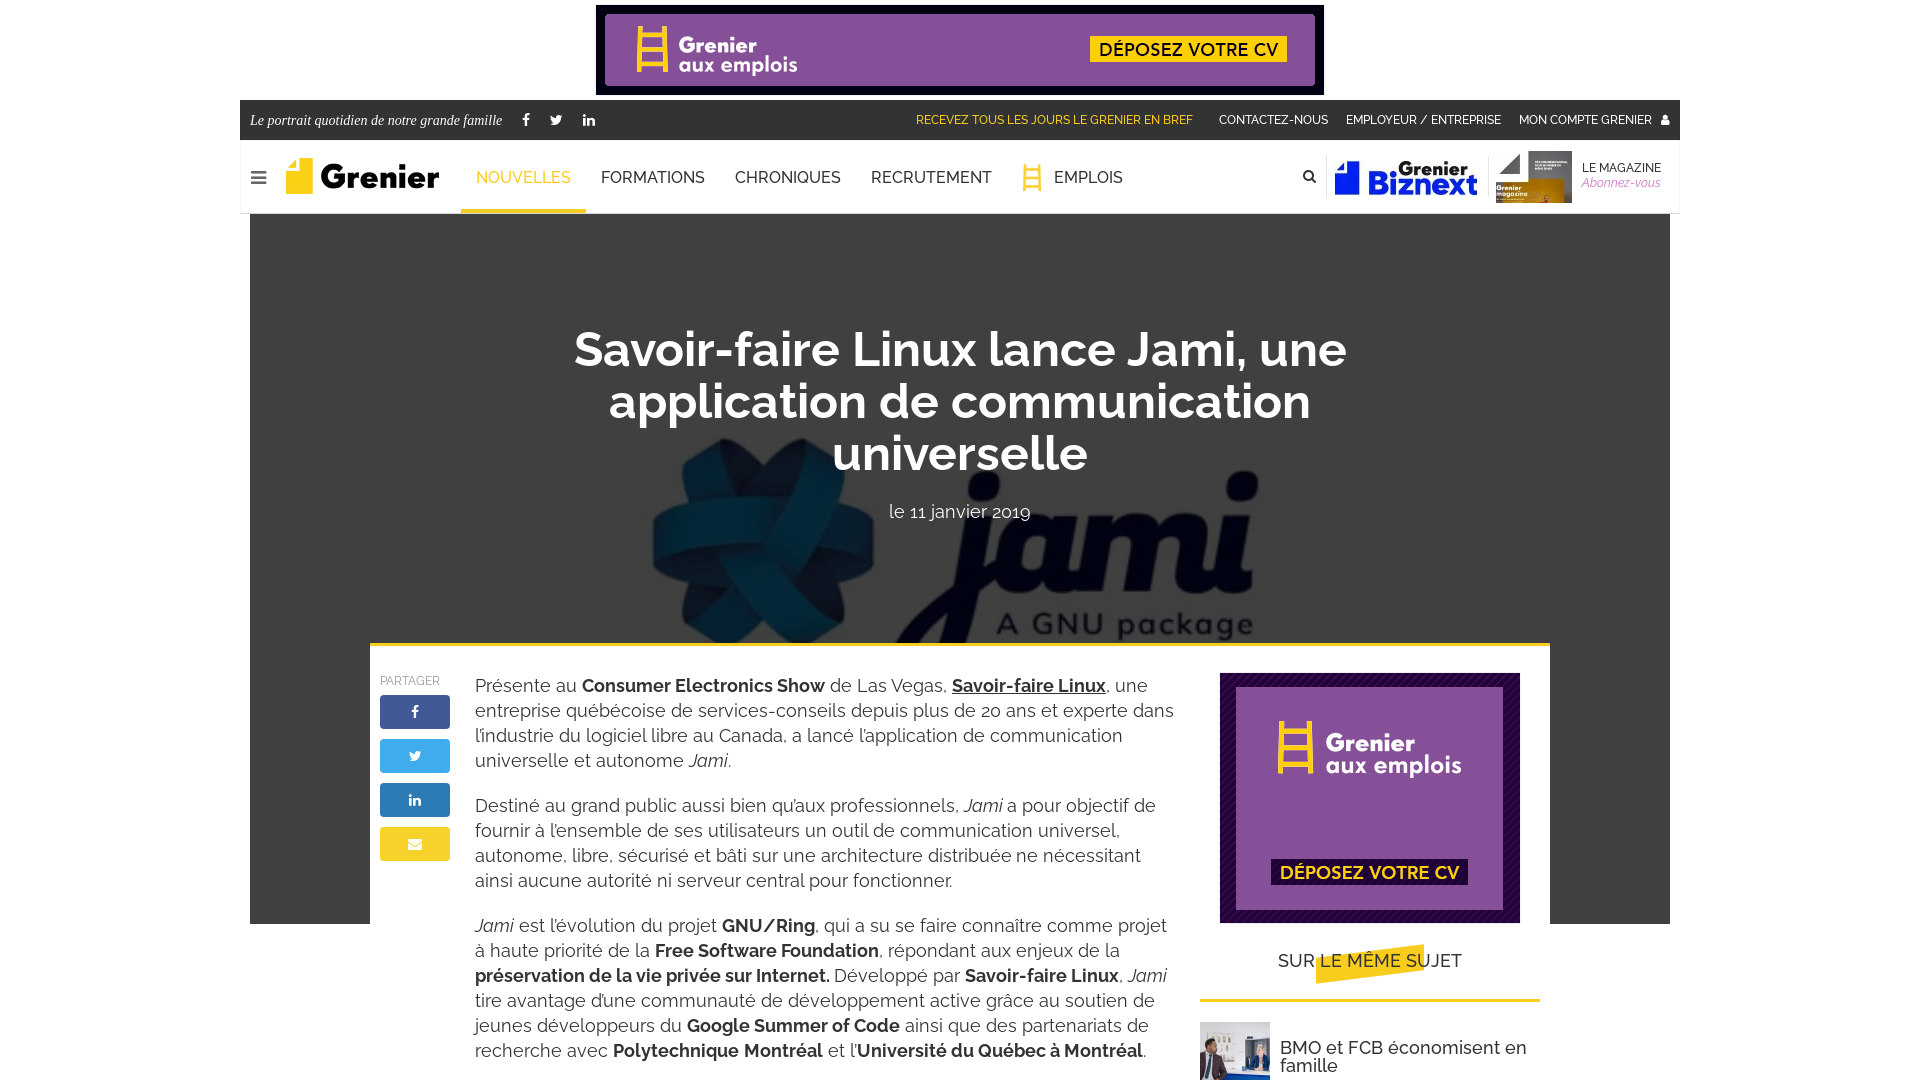 Grenier
aux emplois
DÉPOSEZ VOTRE CV
Le portrait quotidien de notre grande famille
RECEVEZ TOUS LES JOURS LE GRENIER EN BREF
CONTACTEZ-NOUS
EMPLOYEUR / ENTREPRISE
MON COMPTE GRENIER
Grenier
NOUVELLES
FORMATIONS
CHRONIQUES
RECRUTEMENT
EMPLOIS
Grenier
Biznext
Grenier
magazine
LE MAGAZINE
Abonnez-vous
Savoir-faire Linux lance Jami, une
application de communication
universelle
le 11 janvier 2019
jami
A GNU package
PARTAGER
Présente au Consumer Electronics Show de Las Vegas, Savoir-faire Linux, une
entreprise québécoise de services-conseils depuis plus de 20 ans et experte dans
l’industrie du logiciel libre au Canada, a lancé l’application de communication
universelle et autonome Jami.
Destiné au grand public aussi bien qu’aux professionnels, Jami a pour objectif de
fournir à l’ensemble de ses utilisateurs un outil de communication universel,
autonome, libre, sécurisé et bâti sur une architecture distribuée ne nécessitant
ainsi aucune autorité ni serveur central pour fonctionner.
Jami est l’évolution du projet GNU/Ring, qui a su se faire connaître comme projet
à haute priorité de la Free Software Foundation, répondant aux enjeux de la
préservation de la vie privée sur Internet. Développé par Savoir-faire Linux, Jami
tire avantage d’une communauté de développement active grâce au soutien de
jeunes développeurs du Google Summer of Code ainsi que des partenariats de
recherche avec Polytechnique Montréal et l’Université du Québec à Montréal.
Grenier
aux emplois
DÉPOSEZ VOTRE CV
SUR LE MÊME SUJET
BMO et FCB économisent en
famille